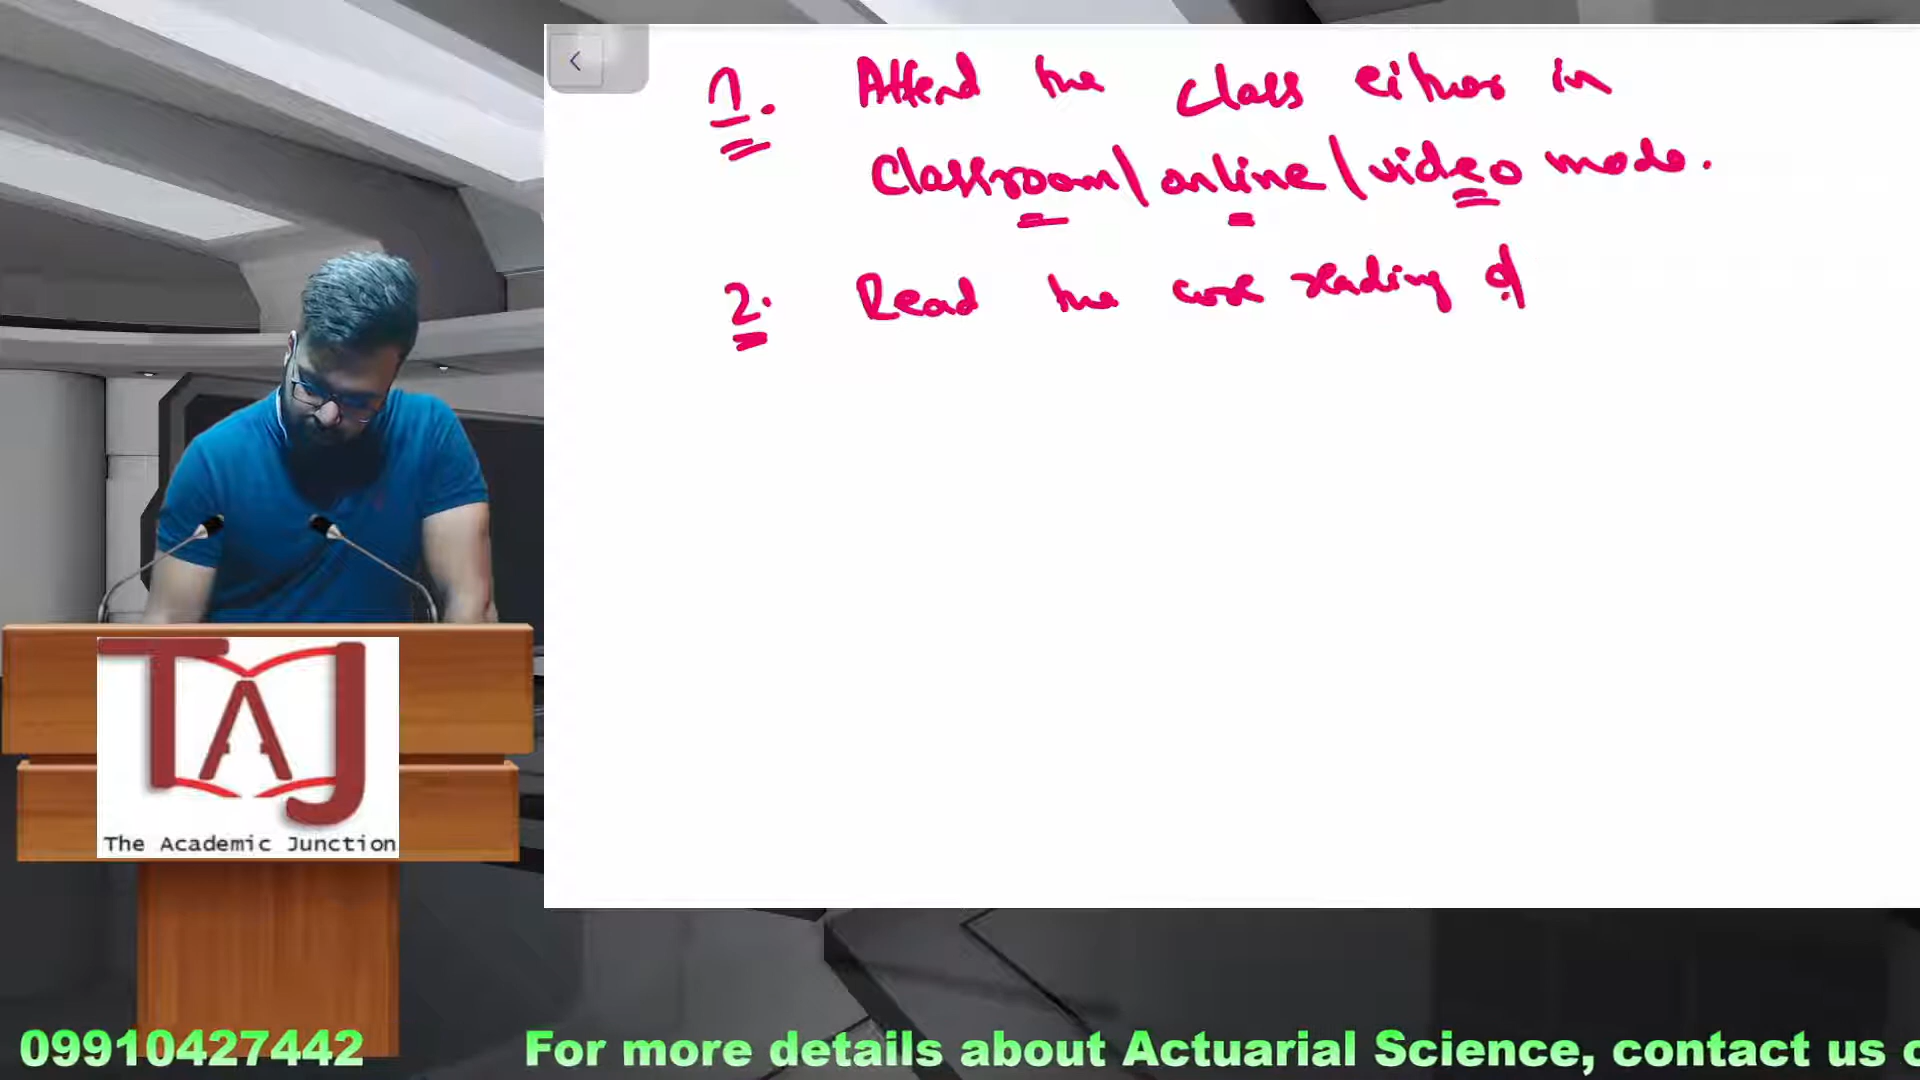 1. Attend the class either in
Classroom/online/video mode.
2. Read the core reading of
TAJ
The Academic Junction
09910427442 For more details about Actuarial Science, contact us o